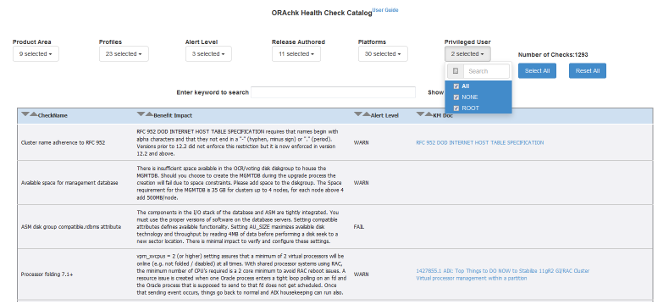 ORAchk Health Check Catalog User Guide
Product Area Profiles Alert Level Release Authored Platforms Privileged User
9 selected 23 selected 3 selected 11 selected 30 selected 2 selected Number of Checks:1293
Search Select All Reset All
All
Enter keyword to search Show NONE
ROOT
CheckName Benefit Impact Alert Level KM Doc
RFC 952 DOD INTERNET HOST TABLE SPECIFICATION requires that names begin with
alpha characters and that they not end in a "-" (hyphen, minus sign) or "." (period).
Cluster name adherence to RFC 952 WARN RFC 952 DOD INTERNET HOST TABLE SPECIFICATION
Versions prior to 12.2 did not enforce this restriction but it is now enforced in version
12.2 and above.
There is insufficient space available in the OCR/voting disk diskgroup to house the
MGMTDB. Should you choose to create the MGMTDB during the upgrade process the
Available space for management database creation will fail due to space constraints. Please add space to the diskgroup. The Space WARN
requirement for the MGMTDB is 35 GB for clusters up to 4 nodes, for each node above 4
add 500MB/node.
The components in the I/O stack of the database and ASM are tightly integrated. You
must use the proper versions of software on the database servers. Setting compatible
ASM disk group compatible.rdbms attribute attributes defines available functionality. Setting AU_SIZE maximizes available disk FAIL
technology and throughput by reading 4MB of data before performing a disk seek to a
new sector location. There is minimal impact to verify and configure these settings.
vpm_xvcpus = 2 (or higher) setting assures that a minimum of 2 virtual processors will be
online (e.g. not folded / disabled) at all times. With shared processor systems using RAC,
the minimum number of CPU's required is a 2 core minimum to avoid RAC reboot issues. A
Processor folding 7.1+ resource issue is created when one Oracle process enters a tight loop polling on an fd and WARN 1427855.1 AIX: Top Things to DO NOW to Stabilize 11gR2 GI/RAC Cluster
the Oracle process that is supposed to send to that fd does not get scheduled. Once Virtual processor management within a partition
that sending event occurs, things go back to normal and AIX housekeeping can run also.